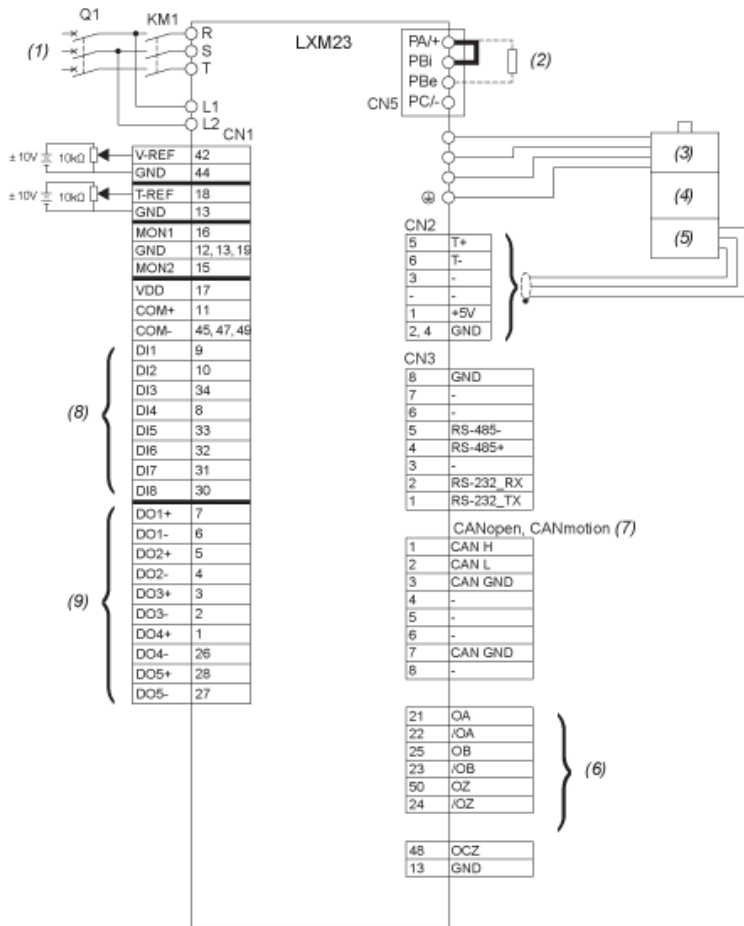 Q1
KM1
(1)
R
S
T
L1
L2
LXM23
PA/+
PBi
PBe
CN5 PC/-
(2)
(3)
(4)
(5)
CN1
± 10V 10kΩ V-REF 42
GND 44
± 10V 10kΩ T-REF 18
GND 13
MON1 16
GND 12, 13, 19
MON2 15
VDD 17
COM+ 11
COM- 45, 47, 49
(8)
DI1 9
DI2 10
DI3 34
DI4 8
DI5 33
DI6 32
DI7 31
DI8 30
(9)
DO1+ 7
DO1- 6
DO2+ 5
DO2- 4
DO3+ 3
DO3- 2
DO4+ 1
DO4- 26
DO5+ 28
DO5- 27
CN2
5 T+
6 T-
3 -
- -
1 +5V
2, 4 GND
CN3
8 GND
7 -
6 -
5 RS-485-
4 RS-485+
3 -
2 RS-232_RX
1 RS-232_TX
CANopen, CANmotion (7)
1 CAN H
2 CAN L
3 CAN GND
4 -
5 -
6 -
7 CAN GND
8 -
21 OA
22 /OA
25 OB
23 /OB
50 OZ
24 /OZ
(6)
48 OCZ
13 GND